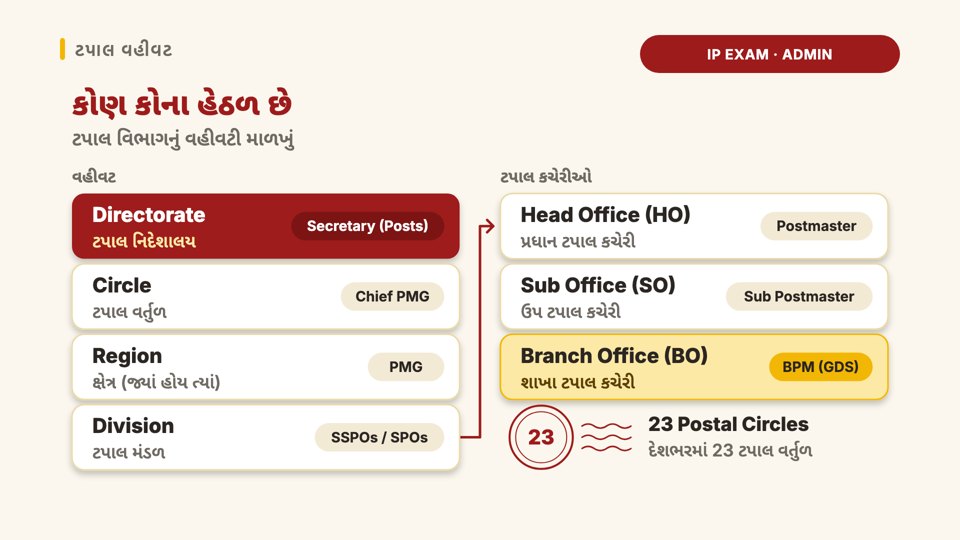 ટપાલ વહીવટ
IP EXAM · ADMIN
કોણ કોના હેઠળ છે
ટપાલ વિભાગનું વહીવટી માળખું
વહીવટ
Directorate
ટપાલ નિદેશાલય
Secretary (Posts)
Circle
ટપાલ વર્તુળ
Chief PMG
Region
ક્ષેત્ર (જ્યાં હોય ત્યાં)
PMG
Division
ટપાલ મંડળ
SSPOs / SPOs
ટપાલ કચેરીઓ
Head Office (HO)
પ્રધાન ટપાલ કચેરી
Postmaster
Sub Office (SO)
ઉપ ટપાલ કચેરી
Sub Postmaster
Branch Office (BO)
શાખા ટપાલ કચેરી
BPM (GDS)
23
23 Postal Circles
દેશભરમાં 23 ટપાલ વર્તુળ